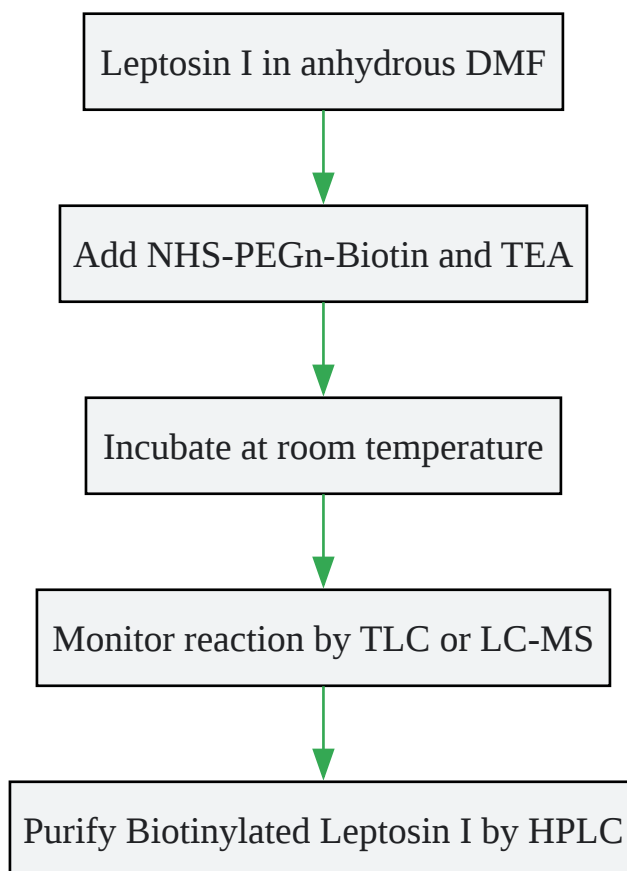 Leptosin I in anhydrous DMF
Add NHS-PEGn-Biotin and TEA
Incubate at room temperature
Monitor reaction by TLC or LC-MS
Purify Biotinylated Leptosin I by HPLC